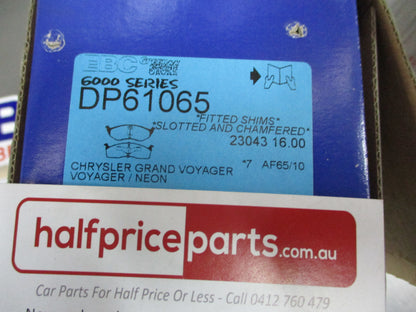 EBC
6000 SERIES
DP61065
*FITTED SHIMS*
*SLOTTED AND CHAMFERED*
23043 16.00
CHRYSLER GRAND VOYAGER *7 AF65/10
VOYAGER / NEON
halfpriceparts.com.au
Car Parts For Half Price Or Less - Call 0412 760 479